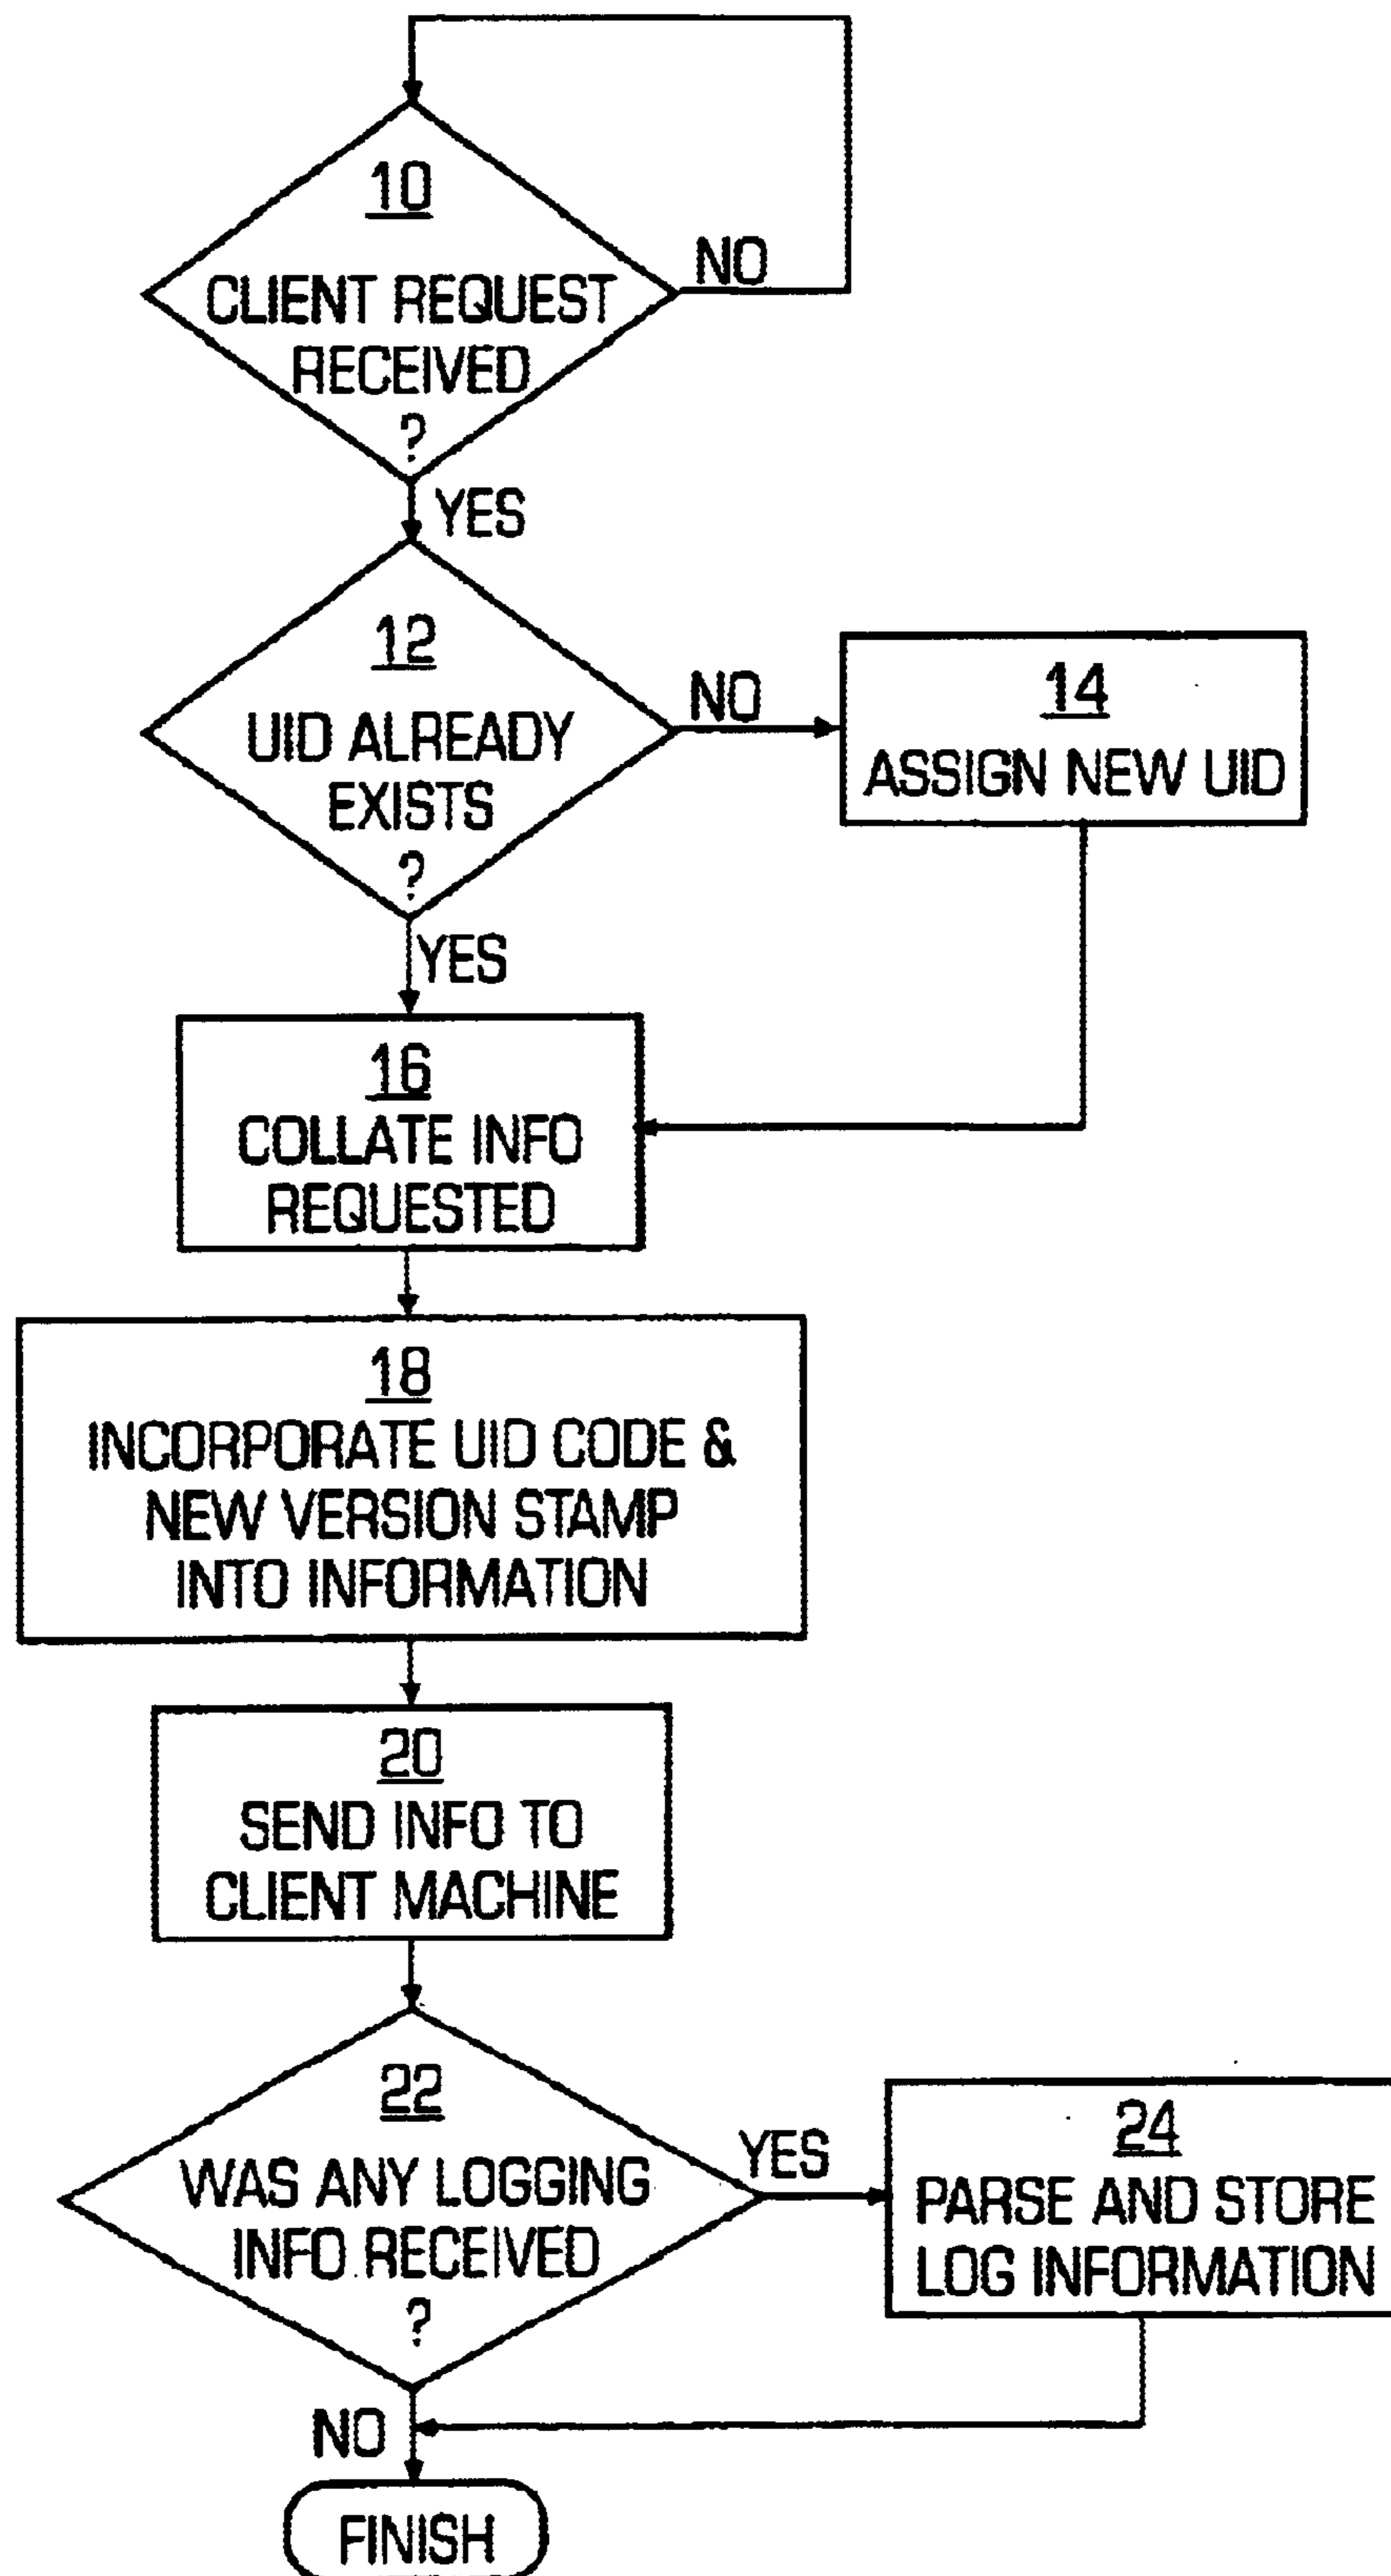 10
CLIENT REQUEST
RECEIVED
?
NO
YES
12
UID ALREADY
EXISTS
?
NO
14
ASSIGN NEW UID
YES
16
COLLATE INFO
REQUESTED
18
INCORPORATE UID CODE &
NEW VERSION STAMP
INTO INFORMATION
20
SEND INFO TO
CLIENT MACHINE
22
WAS ANY LOGGING
INFO RECEIVED
?
YES
24
PARSE AND STORE
LOG INFORMATION
NO
FINISH